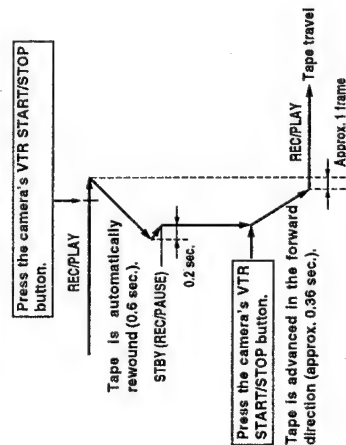 Press the camera's VTR START/STOP
button.
REC/PLAY
Tape is automatically
rewound (0.6 sec.).
STBY (REC/PAUSE)
0.2 sec.
Press the camera's VTR
START/STOP button.
REC/PLAY
Tape travel
Tape is advanced in the forward
direction (approx. 0.36 sec.).
Approx. 1 frame